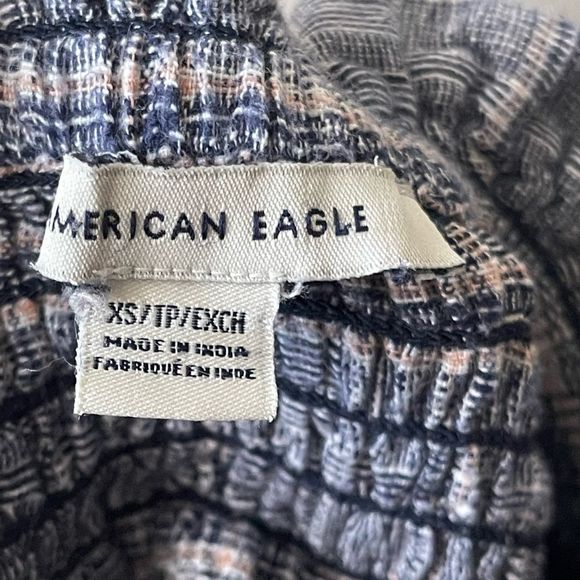 AMERICAN EAGLE
XS/TP/EXCH
MADE IN INDIA
FABRIQUÉ EN INDE